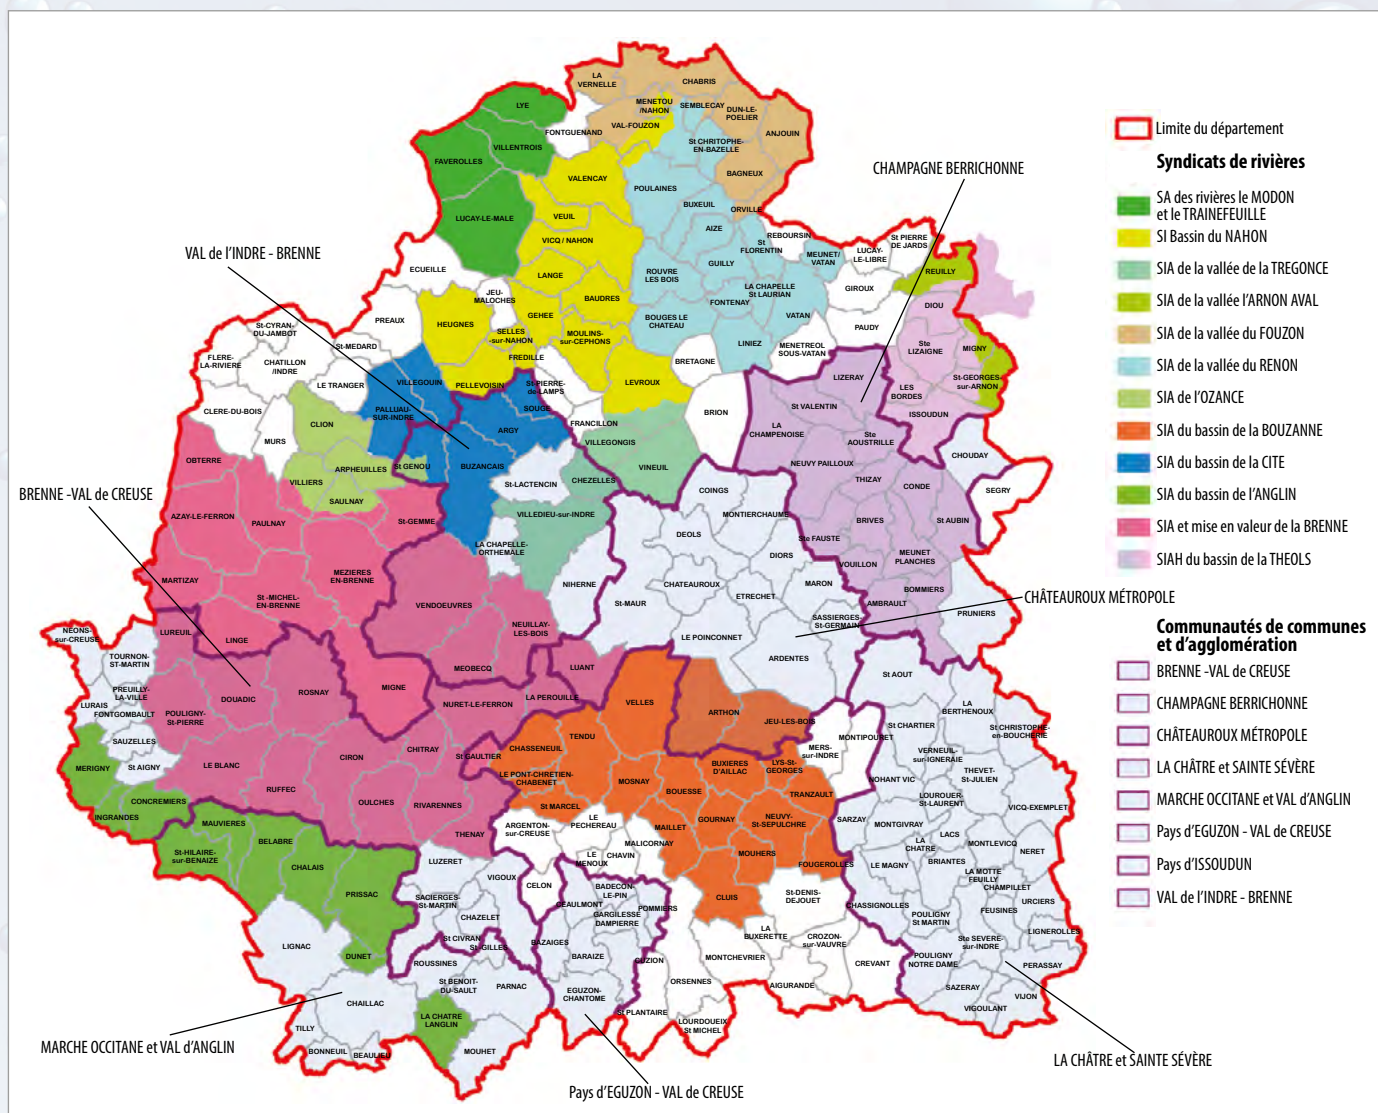 LA
VERNELLE
CHABRIS
LYE
MENETOU
/NAHON
SEMBLECAY
DUN-LE-
POELIER
FONTGUENAND
VAL-FOUZON
ANJOUIN
VILLENTROIS
St CHRITOPHE-
EN-BAZELLE
FAVEROLLES
BAGNEUX
VALENCAY
POULAINES
LUCAY-LE-MALE
VEUIL
BUXEUIL
ORVILLE
AIZE
VICQ / NAHON
St
FLORENTIN
REBOURSIN
MEUNET/
VATAN
St PIERRE
DE JARDS
LUCAY-
LE-LIBRE
REUILLY
ECUEILLE
LANGE
ROUVRE
LES BOIS
GUILLY
GIROUX
JEU-
MALOCHES
BAUDRES
LA CHAPELLE
St LAURIAN
FONTENAY
DIOU
PREAUX
HEUGNES
GEHEE
BOUGES LE
CHATEAU
VATAN
PAUDY
St-CYRAN-
DU-JAMBOT
SELLES
-sur-NAHON
MOULINS-
sur-CEPHONS
LINIEZ
MENETREOL
SOUS-VATAN
Ste
LIZAIGNE
MIGNY
St-MEDARD
FREDILLE
BRETAGNE
FLERE-
LA-RIVIERE
CHATILLON
/INDRE
LE TRANGER
VILLEGOUIN
PELLEVOISIN
St-PIERRE-
de-LAMPS
LEVROUX
LIZERAY
St-GEORGES-
sur-ARNON
LES
BORDES
CLERE-DU-BOIS
PALLUAU-
SUR-INDRE
SOUGE
BRION
St VALENTIN
ISSOUDUN
CLION
ARGY
FRANCILLON
LA
CHAMPENOISE
Ste
AOUSTRILLE
MURS
VILLEGONGIS
CHOUDAY
OBTERRE
ARPHEUILLES
St GENOU
BUZANCAIS
VINEUIL
NEUVY PAILLOUX
VILLIERS
St-LACTENCIN
CHEZELLES
THIZAY
SEGRY
SAULNAY
COINGS
CONDE
AZAY-LE-FERRON
PAULNAY
St-GEMME
VILLEDIEU-sur-INDRE
MONTIERCHAUME
BRIVES
St AUBIN
DEOLS
Ste FAUSTE
LA CHAPELLE-
ORTHEMALE
DIORS
MEUNET
PLANCHES
MARTIZAY
MEZIERES
EN-BRENNE
NIHERNE
CHATEAUROUX
MARON
VOUILLON
BOMMIERS
St -MICHEL-
EN-BRENNE
VENDOEUVRES
St-MAUR
ETRECHET
AMBRAULT
PRUNIERS
NEONS-
sur-CREUSE
LUREUIL
LINGE
NEUILLAY-
LES-BOIS
SASSIERGES-
St-GERMAIN
LE POINCONNET
TOURNON-
ST-MARTIN
MEOBECQ
LUANT
ARDENTES
PREUILLY-
LA-VILLE
DOUADIC
ROSNAY
MIGNE
St AOUT
LURAIS
FONTGOMBAULT
POULIGNY-
St-PIERRE
NURET-LE-FERRON
LA PEROUILLE
VELLES
ARTHON
JEU-LES-BOIS
LA
BERTHENOUX
St CHARTIER
St CHRISTOPHE-
en-BOUCHERIE
SAUZELLES
TENDU
MERS-
sur-INDRE
MONTIPOURET
CIRON
CHITRAY
St GAULTIER
CHASSENEUIL
VERNEUIL-
sur-IGNERAIE
MERIGNY
St AIGNY
LE BLANC
LE PONT-CHRETIEN-
CHABENET
BUXIERES
D'AILLAC
LYS-St-
GEORGES
THEVET-
St-JULIEN
MOSNAY
NOHANT VIC
RUFFEC
BOUESSE
TRANZAULT
LOUROUER-
St-LAURENT
VICQ-EXEMPLET
CONCREMIERS
OULCHES
RIVARENNES
St MARCEL
INGRANDES
MAUVIERES
GOURNAY
NEUVY-
St-SEPULCHRE
SARZAY
MONTGIVRAY
ARGENTON-
sur-CREUSE
LE
PECHEREAU
MAILLET
BELABRE
THENAY
MALICORNAY
LACS
LA
CHATRE
MONTLEVICQ
NERET
St-HILAIRE-
sur-BENAIZE
LUZERET
LE
MENOUX
CHAVIN
MOUHERS
FOUGEROLLES
LE MAGNY
BRIANTES
CHALAIS
VIGOUX
LA MOTTE
FEUILLY
CHAMPILLET
CELON
BADECON-
LE-PIN
PRISSAC
SACIERGES-
St-MARTIN
CEAULMONT
POMMIERS
CLUIS
St-DENIS-
DEJOUET
CHASSIGNOLLES
URCIERS
GARGILESSE
DAMPIERRE
FEUSINES
CHAZELET
POULIGNY
St MARTIN
LIGNEROLLES
LIGNAC
St CIVRAN
St-GILLES
BAZAIGES
LA
BUXERETTE
CROZON-
sur-VAUVRE
Ste SEVERE-
sur-INDRE
DUNET
ROUSSINES
BARAIZE
CUZION
MONTCHEVRIER
CREVANT
POULIGNY
NOTRE DAME
PERASSAY
St BENOIT-
DU-SAULT
PARNAC
ORSENNES
AIGURANDE
CHAILLAC
EGUZON-
CHANTOME
SAZERAY
VIJON
LA CHATRE
LANGLIN
St PLANTAIRE
VIGOULANT
TILLY
LOURDOUEIX
St MICHEL
BONNEUIL
BEAULIEU
MOUHET
CHAMPAGNE BERRICHONNE
VAL de l'INDRE - BRENNE
BRENNE -VAL de CREUSE
CHÂTEAUROUX MÉTROPOLE
MARCHE OCCITANE et VAL d'ANGLIN
Pays d'EGUZON - VAL de CREUSE
LA CHÂTRE et SAINTE SÉVÈRE
Limite du département
Syndicats de rivières
SA des rivières le MODON
et le TRAINEFEUILLE
SI Bassin du NAHON
SIA de la vallée de la TREGONCE
SIA de la vallée l'ARNON AVAL
SIA de la vallée du FOUZON
SIA de la vallée du RENON
SIA de l'OZANCE
SIA du bassin de la BOUZANNE
SIA du bassin de la CITE
SIA du bassin de l'ANGLIN
SIA et mise en valeur de la BRENNE
SIAH du bassin de la THEOLS
Communautés de communes
et d'agglomération
BRENNE -VAL de CREUSE
CHAMPAGNE BERRICHONNE
CHÂTEAUROUX MÉTROPOLE
LA CHÂTRE et SAINTE SÉVÈRE
MARCHE OCCITANE et VAL d'ANGLIN
Pays d'EGUZON - VAL de CREUSE
Pays d'ISSOUDUN
VAL de l'INDRE - BRENNE